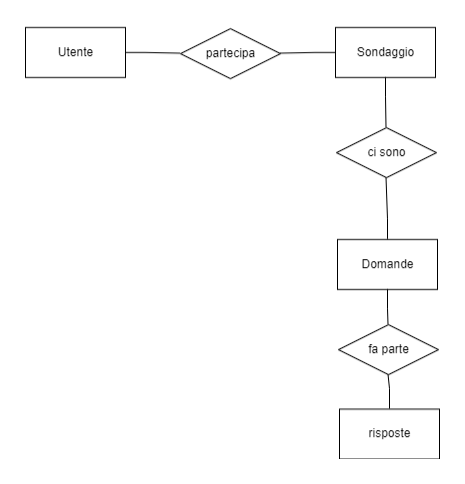 Utente
partecipa
Sondaggio
ci sono
Domande
fa parte
risposte